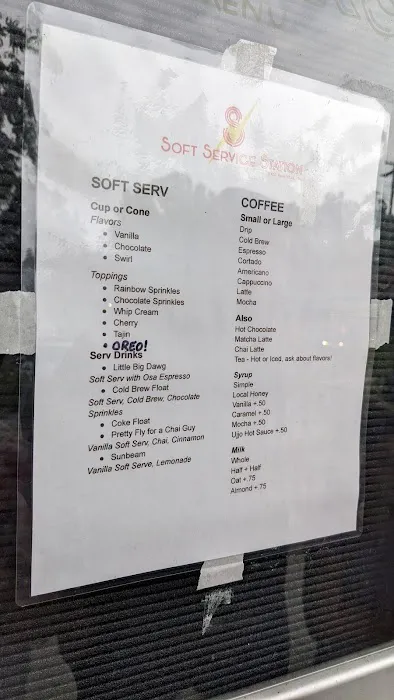 MENU
S
SOFT SERVICE STATION
SOFT SERV
Cup or Cone
Flavors
• Vanilla
• Chocolate
• Swirl
Toppings
• Rainbow Sprinkles
• Chocolate Sprinkles
• Whip Cream
• Cherry
• Tajin
• OREO!
Serv Drinks
• Little Big Dawg
Soft Serv with Osa Espresso
• Cold Brew Float
Soft Serv, Cold Brew, Chocolate
Sprinkles
• Coke Float
• Pretty Fly for a Chai Guy
Vanilla Soft Serv, Chai, Cinnamon
• Sunbeam
Vanilla Soft Serve, Lemonade
COFFEE
Small or Large
Drip
Cold Brew
Espresso
Cortado
Americano
Cappuccino
Latte
Mocha
Also
Hot Chocolate
Matcha Latte
Chai Latte
Tea - Hot or Iced, ask about flavors!
Syrup
Simple
Local Honey
Vanilla +.50
Caramel +.50
Mocha +.50
Ujjo Hot Sauce +.50
Milk
Whole
Half + Half
Oat +.75
Almond +.75